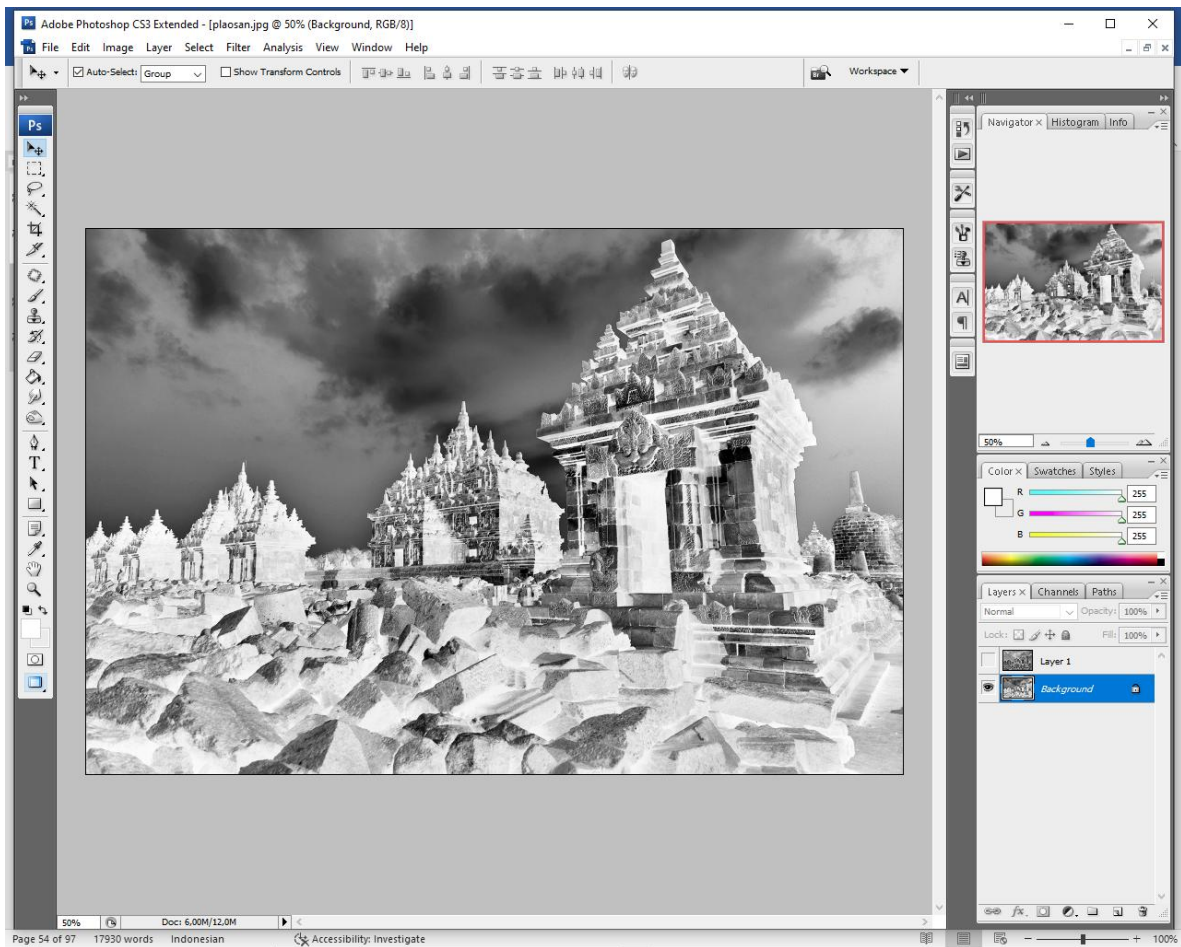 Ps Adobe Photoshop CS3 Extended - [plaosan.jpg @ 50% (Background, RGB/8)]
File Edit Image Layer Select Filter Analysis View Window Help
Auto-Select: Group Show Transform Controls Workspace
Ps
T
Navigator x Histogram Info
A
50%
Color x Swatches Styles
R 255
G 255
B 255
Layers x Channels Paths
Normal Opacity: 100%
Lock: Fill: 100%
Layer 1
Background
fx
50% Doc: 6,00M/12,0M
Page 54 of 97 17930 words Indonesian Accessibility: Investigate 100%